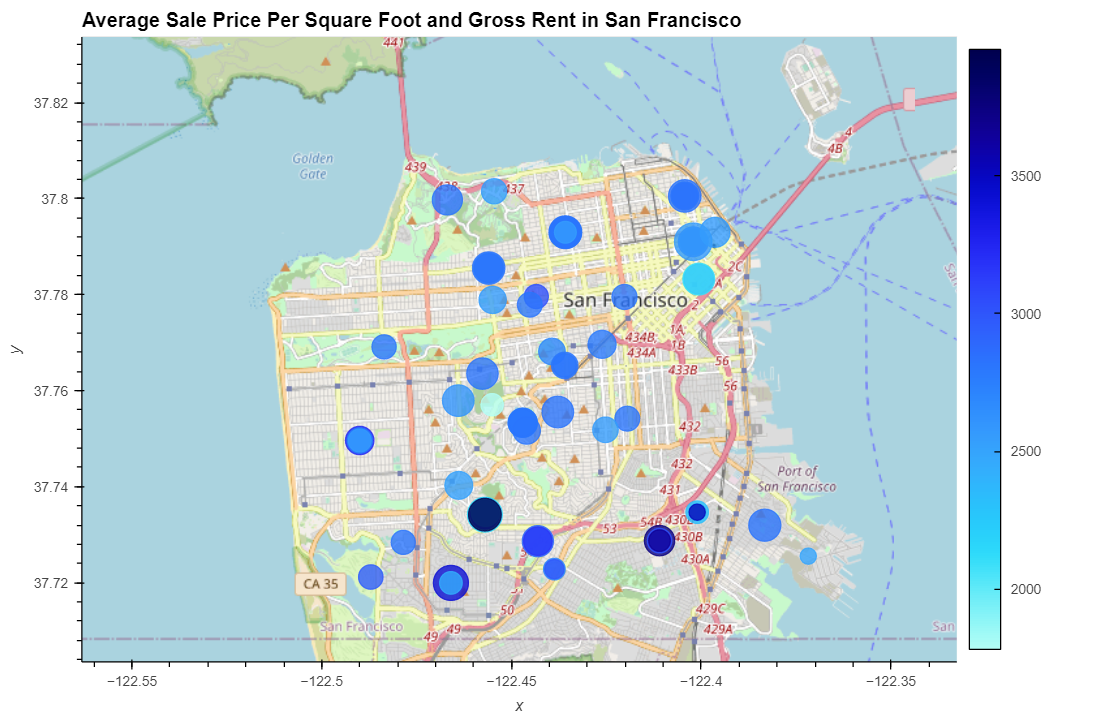 Average Sale Price Per Square Foot and Gross Rent in San Francisco
441
37.82
4
4B
Golden
Gate
439
438
437
3500
37.8
2C
A
37.78
San Francisco
2
3000
1A
434B
1B
434A
56
y
433B
37.76
56
432
2500
432
37.74
Port of
San Francisco
431
54B
430B
53
430B
430A
37.72
CA 35
2000
50
429C
San Francisco
49
49
429A
San
−122.55
−122.5
−122.45
−122.4
−122.35
x